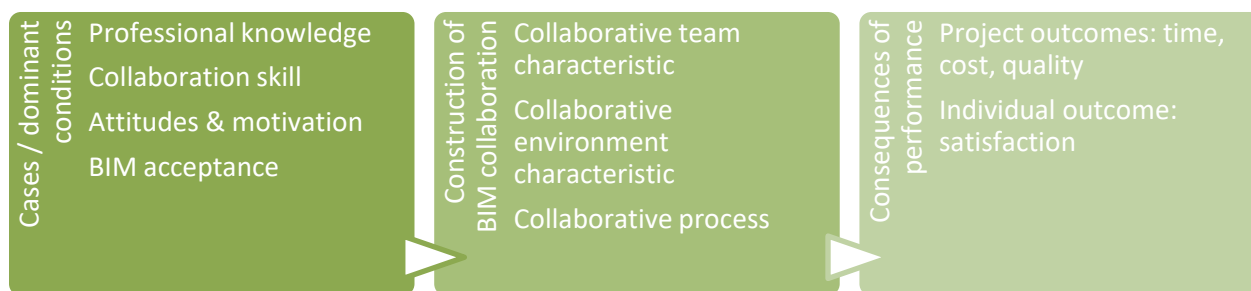 Cases / dominant
conditions
Professional knowledge
Collaboration skill
Attitudes & motivation
BIM acceptance
Construction of
BIM collaboration
Collaborative team
characteristic
Collaborative
environment
characteristic
Collaborative process
Consequences of
performance
Project outcomes: time,
cost, quality
Individual outcome:
satisfaction